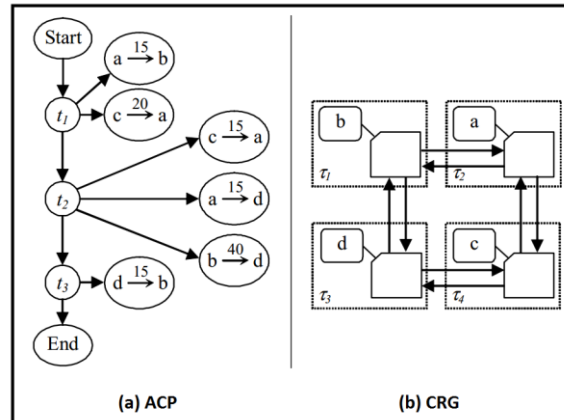 Start
15
a → b
t1
20
c → a
15
c → a
t2
15
a → d
40
b → d
t3
15
d → b
End
(a) ACP
b
a
τ1
τ2
d
c
τ3
τ4
(b) CRG